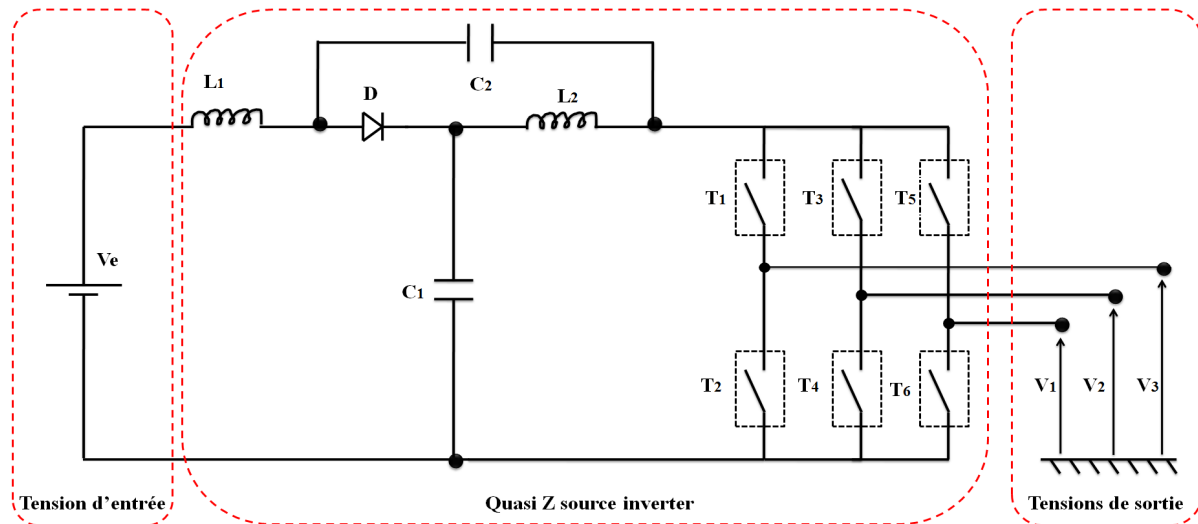 C2
L1
D
L2
T1
T3
T5
Ve
C1
T2
T4
T6
V1
V2
V3
Tension d'entrée
Quasi Z source inverter
Tensions de sortie